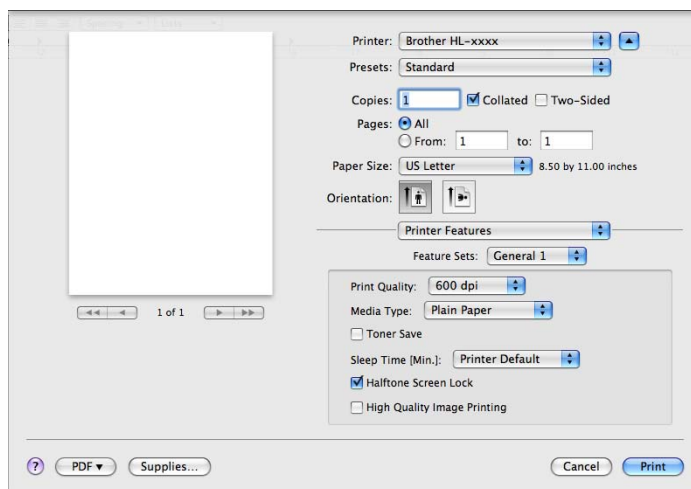 Printer: Brother HL-xxxx
Presets: Standard
Copies: 1 Collated Two-Sided
Pages: All
From: 1 to: 1
Paper Size: US Letter 8.50 by 11.00 inches
Orientation:
Printer Features
Feature Sets: General 1
Print Quality: 600 dpi
Media Type: Plain Paper
Toner Save
Sleep Time [Min.]: Printer Default
Halftone Screen Lock
High Quality Image Printing
1 of 1
? PDF Supplies... Cancel Print